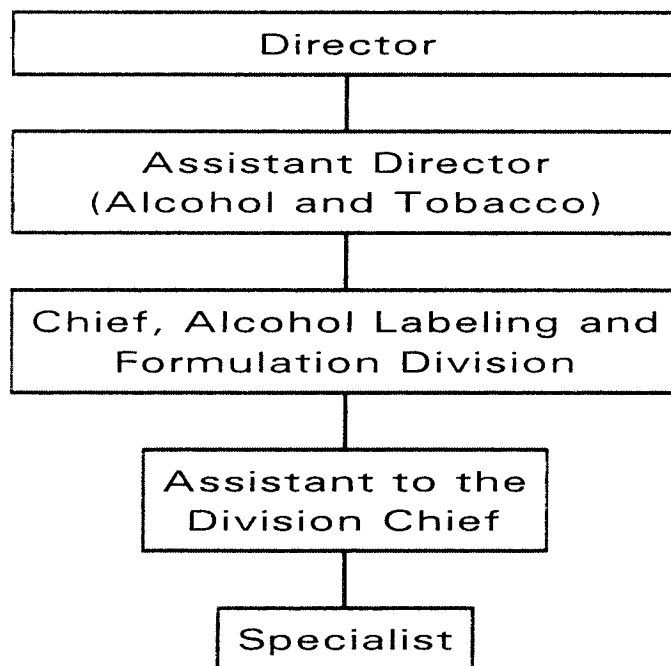 Director
Assistant Director
(Alcohol and Tobacco)
Chief, Alcohol Labeling and
Formulation Division
Assistant to the
Division Chief
Specialist